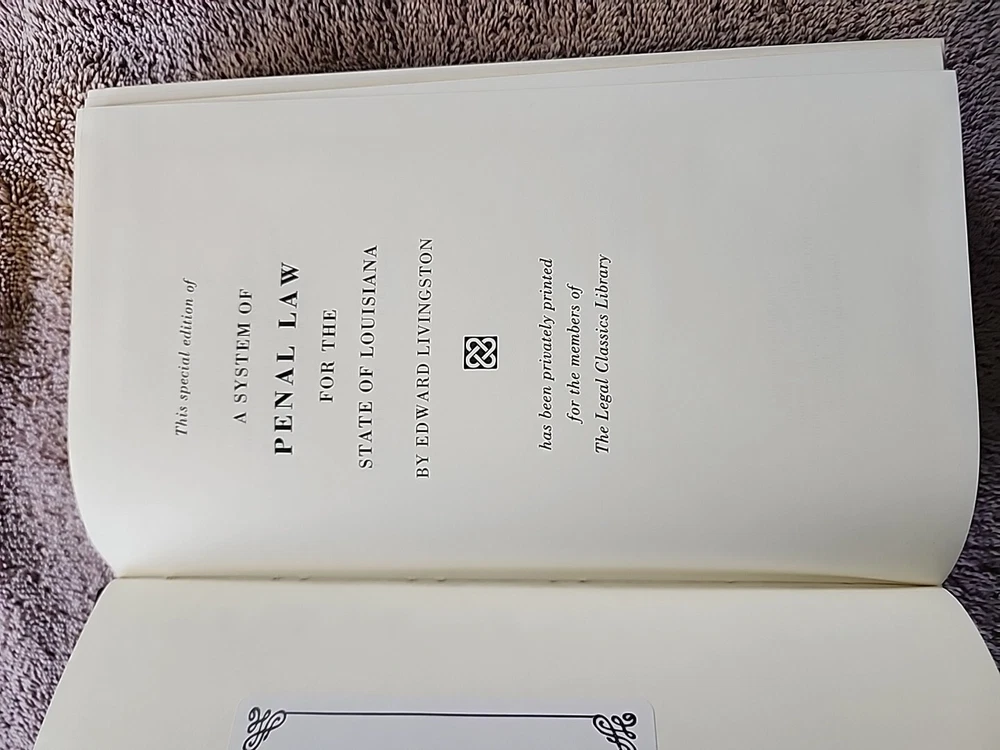 This special edition of
A SYSTEM OF
PENAL LAW
FOR THE
STATE OF LOUISIANA
BY EDWARD LIVINGSTON
has been privately printed
for the members of
The Legal Classics Library